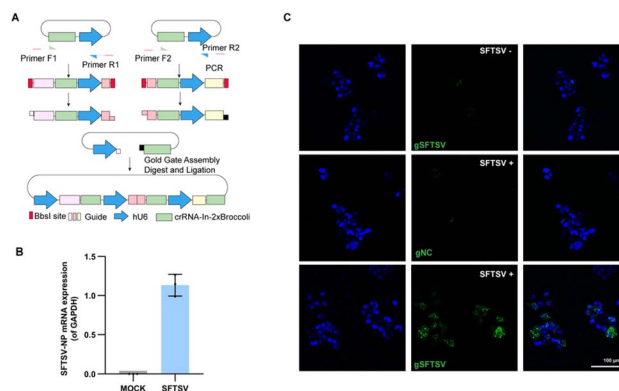 A
Primer F1
Primer R1
Primer F2
Primer R2
PCR
Gold Gate Assembly
Digest and Ligation
BbsI site
Guide
hU6
crRNA-In-2xBroccoli
B
SFTSV-NP mRNA expression
(of GAPDH)
1.5
1.0
0.5
0.0
MOCK
SFTSV
C
SFTSV -
gSFTSV
SFTSV +
gNC
SFTSV +
gSFTSV
100 μm